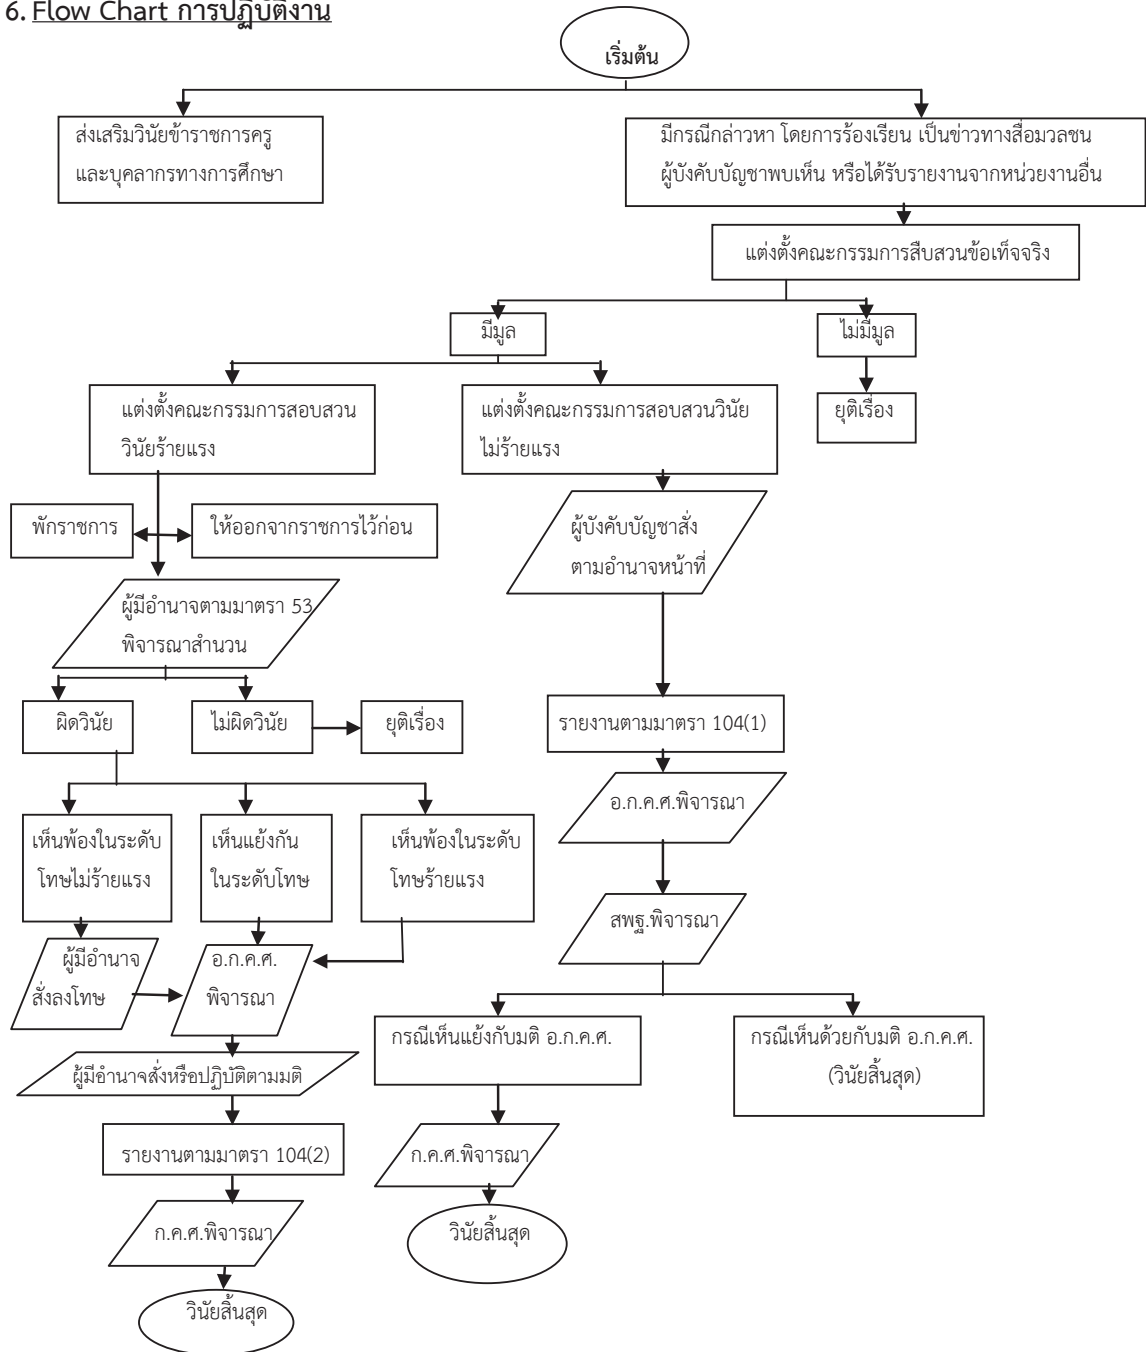 6. Flow Chart การปฏิบัติงาน
เริ่มต้น
ส่งเสริมวินัยข้าราชการครู
และบุคลากรทางการศึกษา
มีกรณีกล่าวหา โดยการร้องเรียน เป็นข่าวทางสื่อมวลชน
ผู้บังคับบัญชาพบเห็น หรือได้รับรายงานจากหน่วยงานอื่น
แต่งตั้งคณะกรรมการสืบสวนข้อเท็จจริง
มีมูล
ไม่มีมูล
แต่งตั้งคณะกรรมการสอบสวน
วินัยร้ายแรง
แต่งตั้งคณะกรรมการสอบสวนวินัย
ไม่ร้ายแรง
ยุติเรื่อง
พักราชการ
ให้ออกจากราชการไว้ก่อน
ผู้บังคับบัญชาสั่ง
ตามอำนาจหน้าที่
ผู้มีอำนาจตามมาตรา 53
พิจารณาสำนวน
ผิดวินัย
ไม่ผิดวินัย
ยุติเรื่อง
รายงานตามมาตรา 104(1)
อ.ก.ค.ศ.พิจารณา
เห็นพ้องในระดับ
โทษไม่ร้ายแรง
เห็นแย้งกัน
ในระดับโทษ
เห็นพ้องในระดับ
โทษร้ายแรง
สพฐ.พิจารณา
ผู้มีอำนาจ
สั่งลงโทษ
อ.ก.ค.ศ.
พิจารณา
กรณีเห็นแย้งกับมติ อ.ก.ค.ศ.
กรณีเห็นด้วยกับมติ อ.ก.ค.ศ.
(วินัยสิ้นสุด)
ผู้มีอำนาจสั่งหรือปฏิบัติตามมติ
รายงานตามมาตรา 104(2)
ก.ค.ศ.พิจารณา
ก.ค.ศ.พิจารณา
วินัยสิ้นสุด
วินัยสิ้นสุด